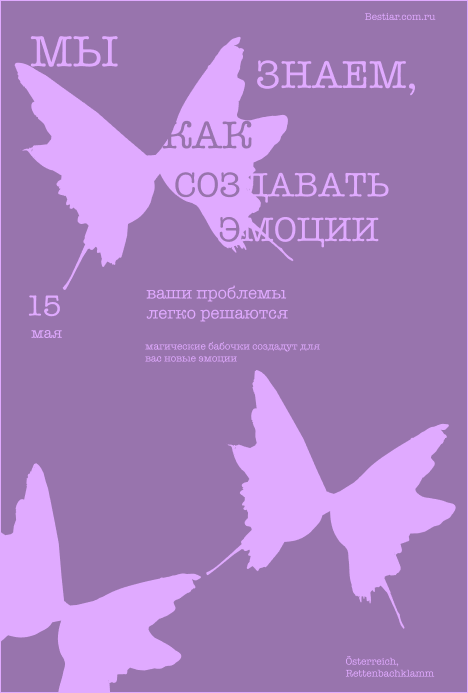 Bestiar.com.ru
МЫ
ЗНАЕМ,
КАК
СОЗДАВАТЬ
ЭМОЦИИ
15
мая
ваши проблемы
легко решаются
магические бабочки создадут для
вас новые эмоции
Österreich,
Rettenbachklamm